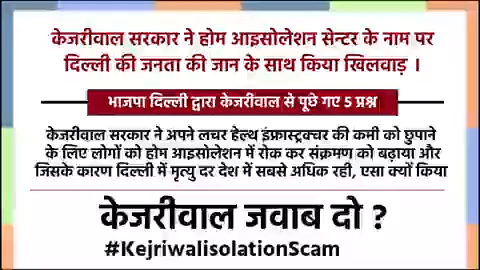 केजरीवाल सरकार ने होम आइसोलेशन सेन्टर के नाम पर
दिल्ली की जनता की जान के साथ किया खिलवाड़ ।
भाजपा दिल्ली द्वारा केजरीवाल से पूछे गए 5 प्रश्न
केजरीवाल सरकार ने अपने लचर हेल्थ इंफ्रास्ट्रक्चर की कमी को छुपाने
के लिए लोगों को होम आइसोलेशन में रोक कर संक्रमण को बढ़ाया और
जिसके कारण दिल्ली में मृत्यु दर देश में सबसे अधिक रही, एसा क्यों किया
केजरीवाल जवाब दो ?
#KejriwalisolationScam